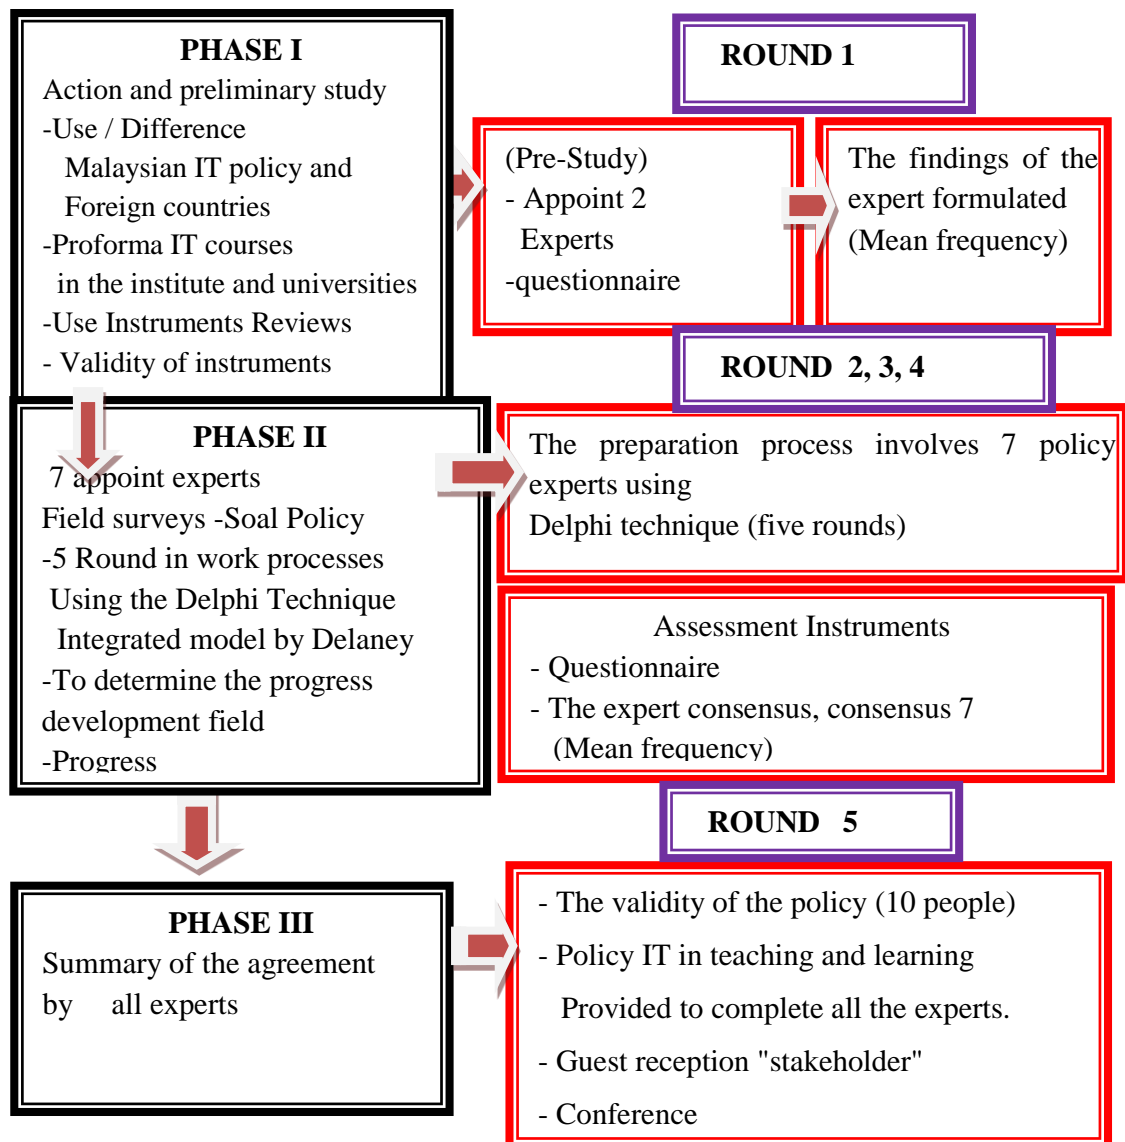 PHASE I
Action and preliminary study
-Use / Difference
Malaysian IT policy and
Foreign countries
-Proforma IT courses
in the institute and universities
-Use Instruments Reviews
- Validity of instruments
ROUND 1
(Pre-Study)
- Appoint 2
Experts
-questionnaire
The findings of the
expert formulated
(Mean frequency)
PHASE II
7 appoint experts
Field surveys -Soal Policy
-5 Round in work processes
Using the Delphi Technique
Integrated model by Delaney
-To determine the progress
development field
-Progress
ROUND 2, 3, 4
The preparation process involves 7 policy
experts using
Delphi technique (five rounds)
Assessment Instruments
- Questionnaire
- The expert consensus, consensus 7
(Mean frequency)
PHASE III
Summary of the agreement
by all experts
ROUND 5
- The validity of the policy (10 people)
- Policy IT in teaching and learning
Provided to complete all the experts.
- Guest reception "stakeholder"
- Conference